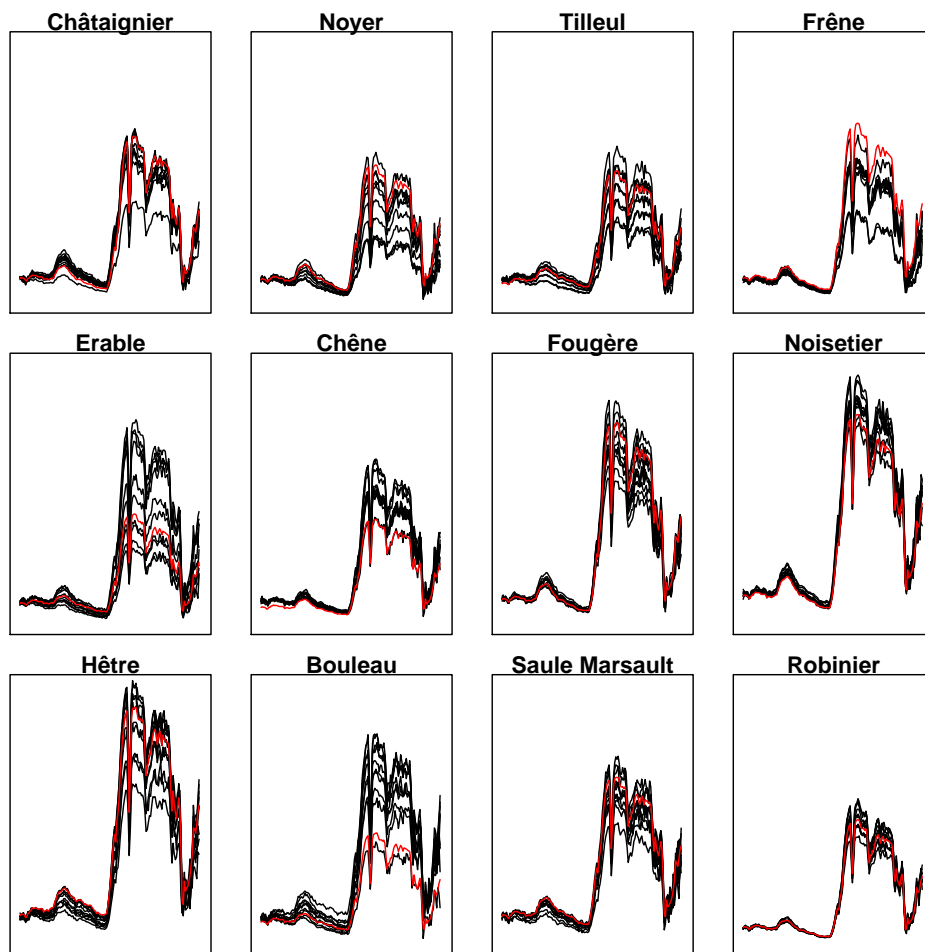 Châtaignier
Noyer
Tilleul
Frêne
Erable
Chêne
Fougère
Noisetier
Hêtre
Bouleau
Saule Marsault
Robinier